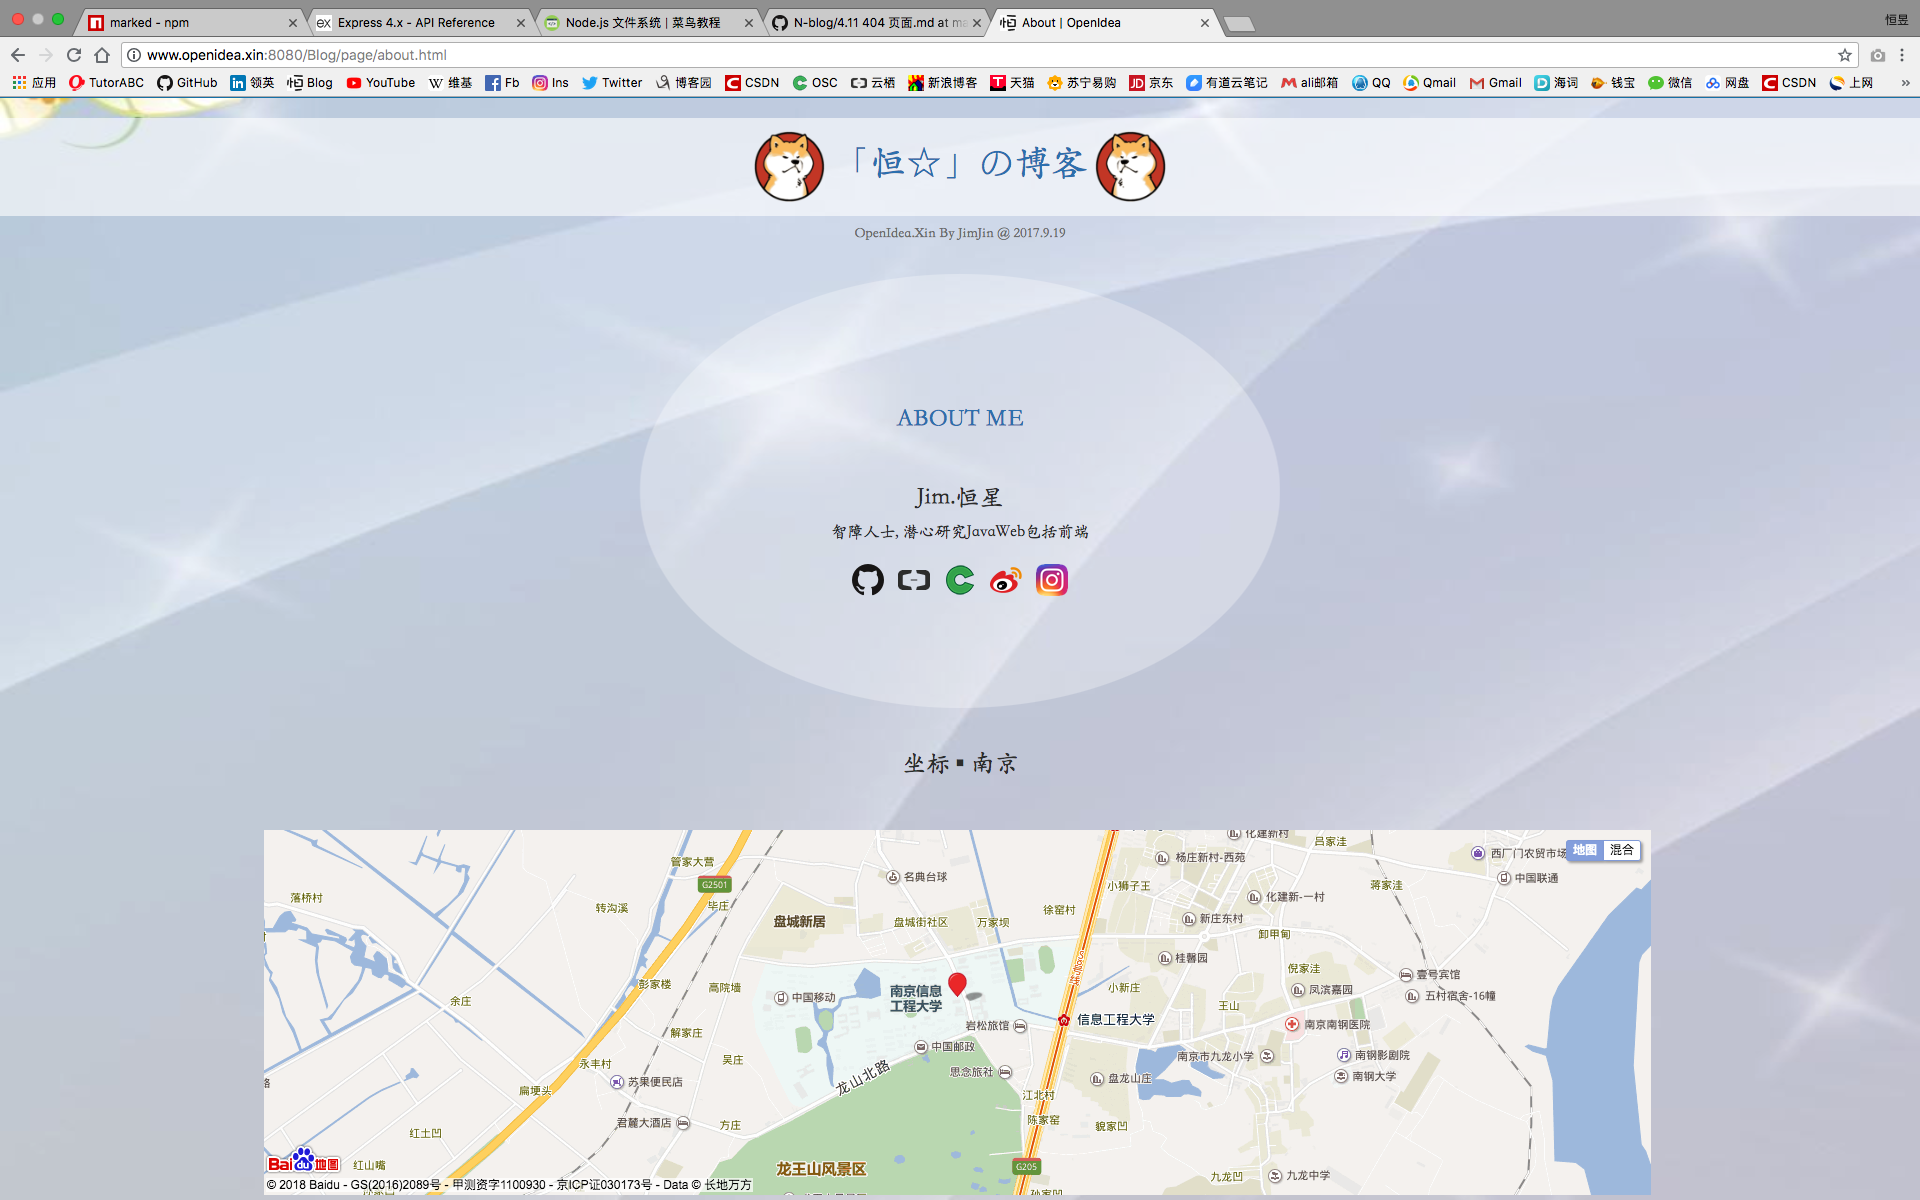 marked - npm
Express 4.x - API Reference
Node.js 文件系统 | 菜鸟教程
N-blog/4.11 404 页面.md at ma
About | OpenIdea
恒昱
www.openidea.xin:8080/Blog/page/about.html
应用 TutorABC GitHub 领英 Blog YouTube 维基 Fb Ins Twitter 博客园 CSDN OSC 云栖 新浪博客 天猫 苏宁易购 京东 有道云笔记 ali邮箱 QQ Qmail Gmail 海词 钱宝 微信 网盘 CSDN 上网 »
「恒☆」の博客
OpenIdea.Xin By JimJin @ 2017.9.19
ABOUT ME
Jim.恒星
智障人士, 潜心研究JavaWeb包括前端
坐标▪南京
地图 混合
化建新村
吕家洼
西厂门农贸市场
杨庄新村-西苑
管家大营
名典台球
中国联通
G2501
小狮子王
蒋家洼
落桥村
化建新-一村
转沟溪
毕庄
徐窑村
盘城新居
盘城街社区
万家坝
新庄东村
卸甲甸
桂馨园
倪家洼
壹号宾馆
彭家楼
高院墙
小新庄
凤滨嘉园
五村宿舍-16幢
中国移动
南京信息
工程大学
余庄
王山
信息工程大学
岩松旅馆
南京南钢医院
解家庄
中国邮政
吴庄
南京市九龙小学
南钢影剧院
永丰村
思念旅社
盘龙山庄
南钢大学
苏果便民店
龙山北路
扁埂头
江北村
君麓大酒店
方庄
陈家窑
貌家凹
红土凹
Bai du 地图
红山嘴
龙王山风景区
G205
九龙凹
九龙中学
© 2018 Baidu - GS(2016)2089号 - 甲测资字1100930 - 京ICP证030173号 - Data © 长地万方
孙家凹